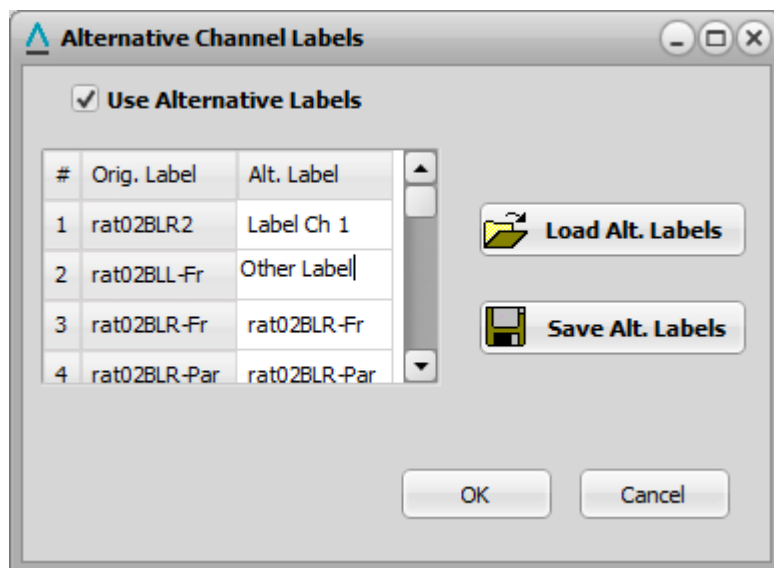 Alternative Channel Labels
Use Alternative Labels
# Orig. Label Alt. Label
1 rat02BLR2 Label Ch 1
2 rat02BLL-Fr Other Label
3 rat02BLR-Fr rat02BLR-Fr
4 rat02BLR-Par rat02BLR-Par
Load Alt. Labels
Save Alt. Labels
OK Cancel